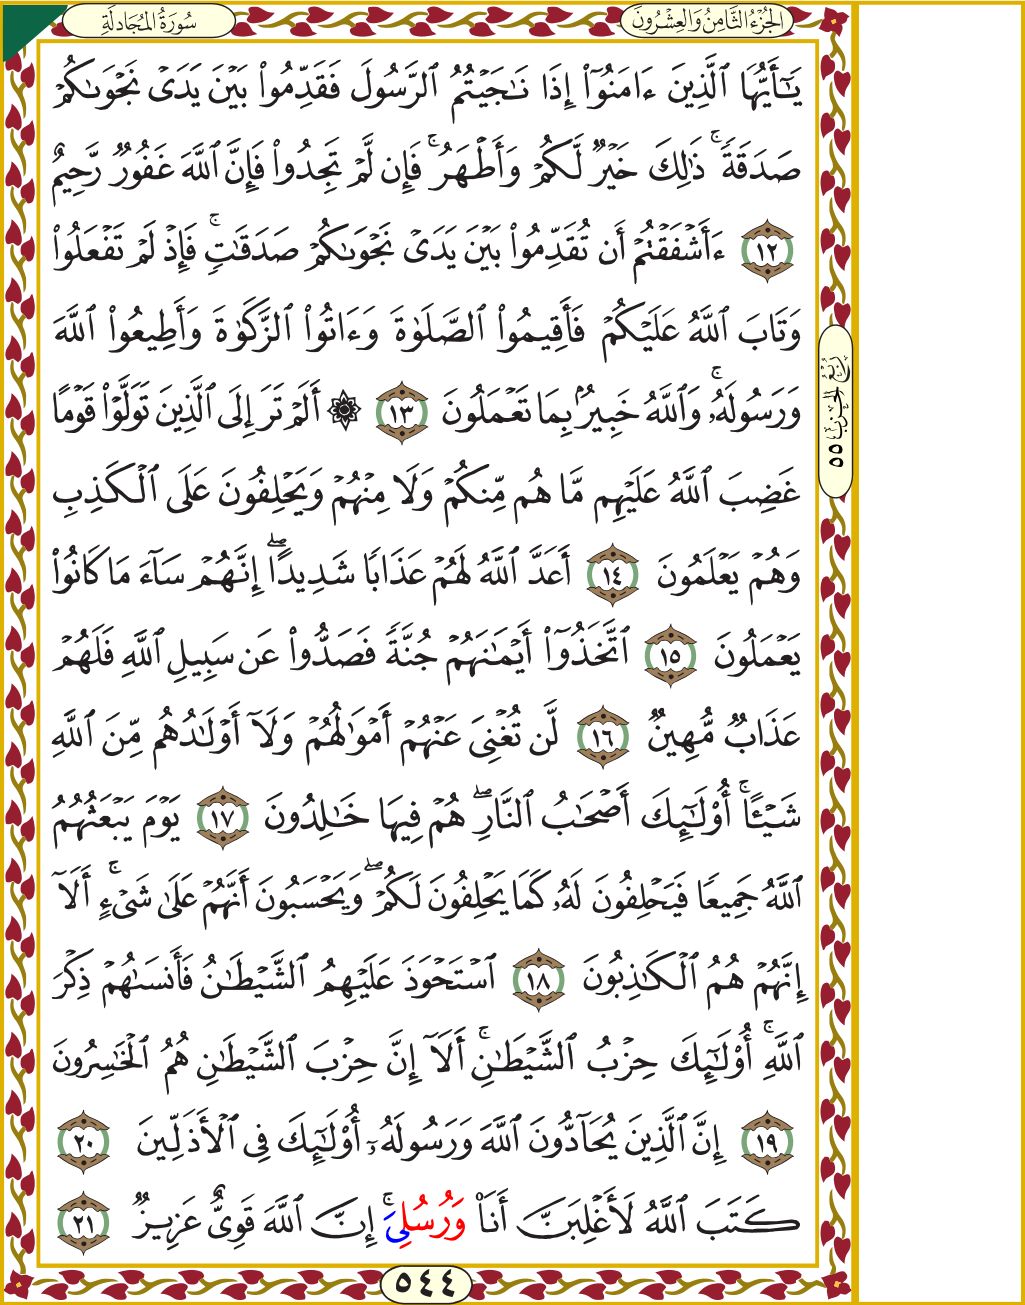 سُورَةُ المُجَادلَةِ
الجُزْءُ الثَّامِنُ وَالعِشْرُونَ
يَـٰٓأَيُّهَا ٱلَّذِينَ ءَامَنُوٓا۟ إِذَا نَـٰجَيْتُمُ ٱلرَّسُولَ فَقَدِّمُوا۟ بَيْنَ يَدَىْ نَجْوَىٰكُمْ
صَدَقَةً ۚ ذَٰلِكَ خَيْرٌ لَّكُمْ وَأَطْهَرُ ۚ فَإِن لَّمْ تَجِدُوا۟ فَإِنَّ ٱللَّهَ غَفُورٌ رَّحِيمٌ
١٢ ءَأَشْفَقْتُمْ أَن تُقَدِّمُوا۟ بَيْنَ يَدَىْ نَجْوَىٰكُمْ صَدَقَـٰتٍ ۚ فَإِذْ لَمْ تَفْعَلُوا۟
وَتَابَ ٱللَّهُ عَلَيْكُمْ فَأَقِيمُوا۟ ٱلصَّلَوٰةَ وَءَاتُوا۟ ٱلزَّكَوٰةَ وَأَطِيعُوا۟ ٱللَّهَ
وَرَسُولَهُۥ ۚ وَٱللَّهُ خَبِيرٌۢ بِمَا تَعْمَلُونَ ١٣ ۞ أَلَمْ تَرَ إِلَى ٱلَّذِينَ تَوَلَّوْا۟ قَوْمًا
غَضِبَ ٱللَّهُ عَلَيْهِم مَّا هُم مِّنكُمْ وَلَا مِنْهُمْ وَيَحْلِفُونَ عَلَى ٱلْكَذِبِ
وَهُمْ يَعْلَمُونَ ١٤ أَعَدَّ ٱللَّهُ لَهُمْ عَذَابًا شَدِيدًا ۖ إِنَّهُمْ سَآءَ مَا كَانُوا۟
يَعْمَلُونَ ١٥ ٱتَّخَذُوٓا۟ أَيْمَـٰنَهُمْ جُنَّةً فَصَدُّوا۟ عَن سَبِيلِ ٱللَّهِ فَلَهُمْ
عَذَابٌ مُّهِينٌ ١٦ لَّن تُغْنِىَ عَنْهُمْ أَمْوَٰلُهُمْ وَلَآ أَوْلَـٰدُهُم مِّنَ ٱللَّهِ
شَيْـًٔا ۚ أُو۟لَـٰٓئِكَ أَصْحَـٰبُ ٱلنَّارِ ۖ هُمْ فِيهَا خَـٰلِدُونَ ١٧ يَوْمَ يَبْعَثُهُمُ
ٱللَّهُ جَمِيعًا فَيَحْلِفُونَ لَهُۥ كَمَا يَحْلِفُونَ لَكُمْ ۖ وَيَحْسَبُونَ أَنَّهُمْ عَلَىٰ شَىْءٍ ۚ أَلَآ
إِنَّهُمْ هُمُ ٱلْكَـٰذِبُونَ ١٨ ٱسْتَحْوَذَ عَلَيْهِمُ ٱلشَّيْطَـٰنُ فَأَنسَىٰهُمْ ذِكْرَ
ٱللَّهِ ۚ أُو۟لَـٰٓئِكَ حِزْبُ ٱلشَّيْطَـٰنِ ۚ أَلَآ إِنَّ حِزْبَ ٱلشَّيْطَـٰنِ هُمُ ٱلْخَـٰسِرُونَ
١٩ إِنَّ ٱلَّذِينَ يُحَآدُّونَ ٱللَّهَ وَرَسُولَهُۥٓ أُو۟لَـٰٓئِكَ فِى ٱلْأَذَلِّينَ ٢٠
كَتَبَ ٱللَّهُ لَأَغْلِبَنَّ أَنَا۠ وَرُسُلِىَ ۚ إِنَّ ٱللَّهَ قَوِىٌّ عَزِيزٌ ٢١
رُبْعُ الحِزْب ٥٥
٥٤٤